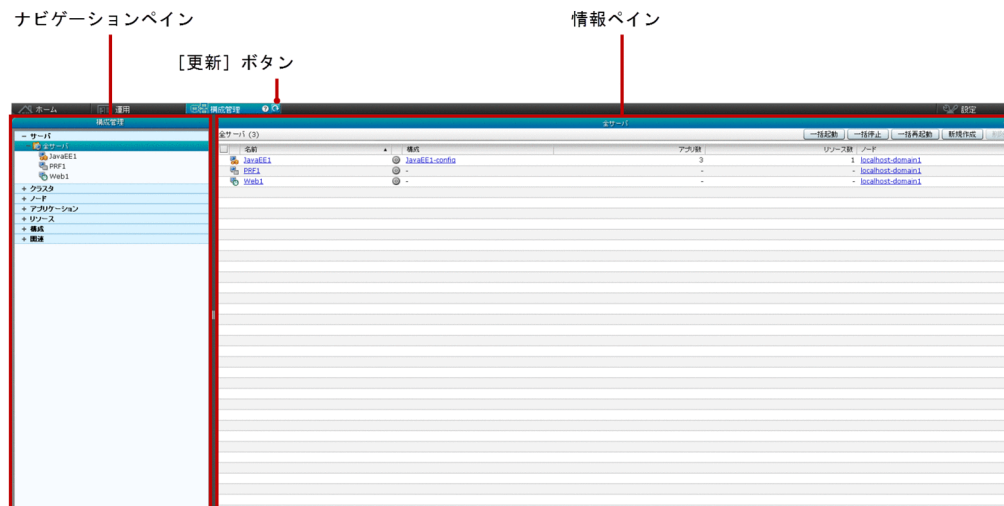 ナビゲーションペイン
情報ペイン
［更新］ボタン
ホーム
運用
構成管理
設定
構成管理
全サーバ
－ サーバ
全サーバ
JavaEE1
PRF1
Web1
+ クラスタ
+ ノード
+ アプリケーション
+ リソース
+ 構成
+ 関連
全サーバ (3)
一括起動 一括停止 一括再起動 新規作成
名前 ▲ 構成 アプリ数 リソース数 ノード
JavaEE1 JavaEE1-config 3 1 localhost-domain1
PRF1 - - - localhost-domain1
Web1 - - - localhost-domain1